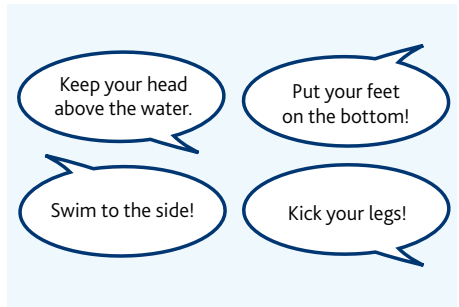 Keep your head
above the water.
Put your feet
on the bottom!
Swim to the side!
Kick your legs!